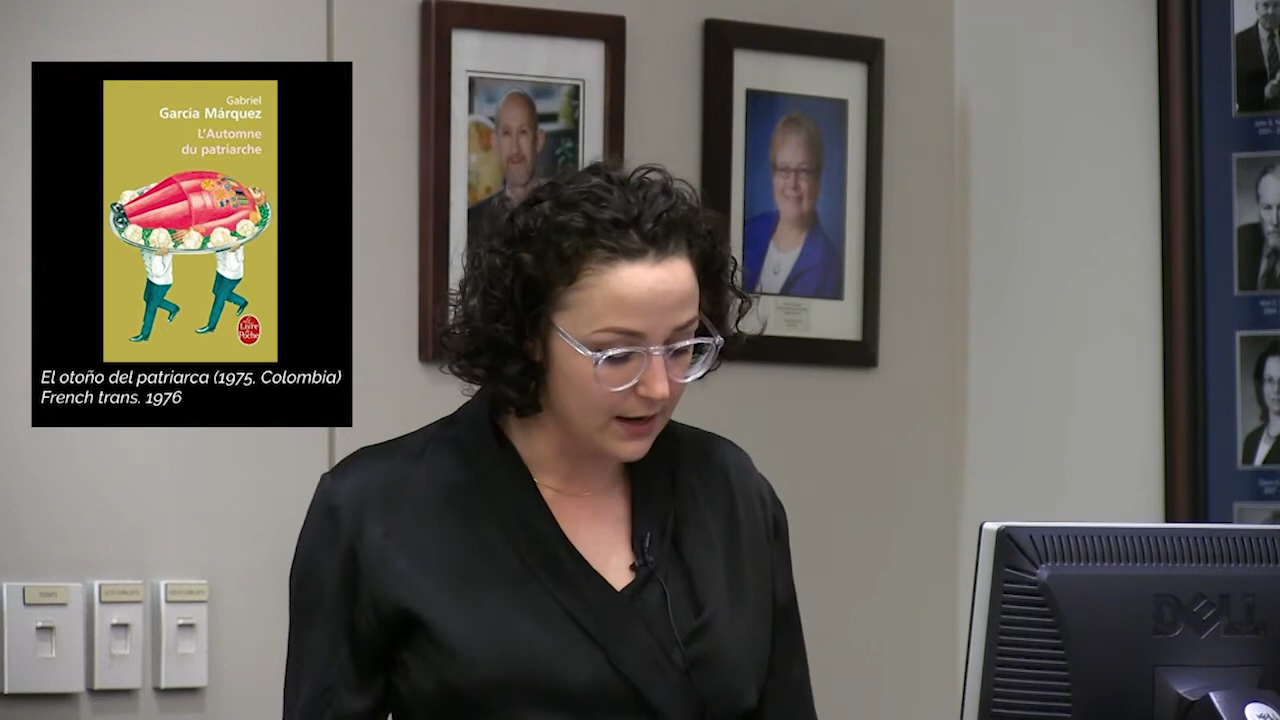 Gabriel
García Márquez
L'Automne
du patriarche
Le
Livre
de
Poche
El otoño del patriarca (1975, Colombia)
French trans. 1976
DELL